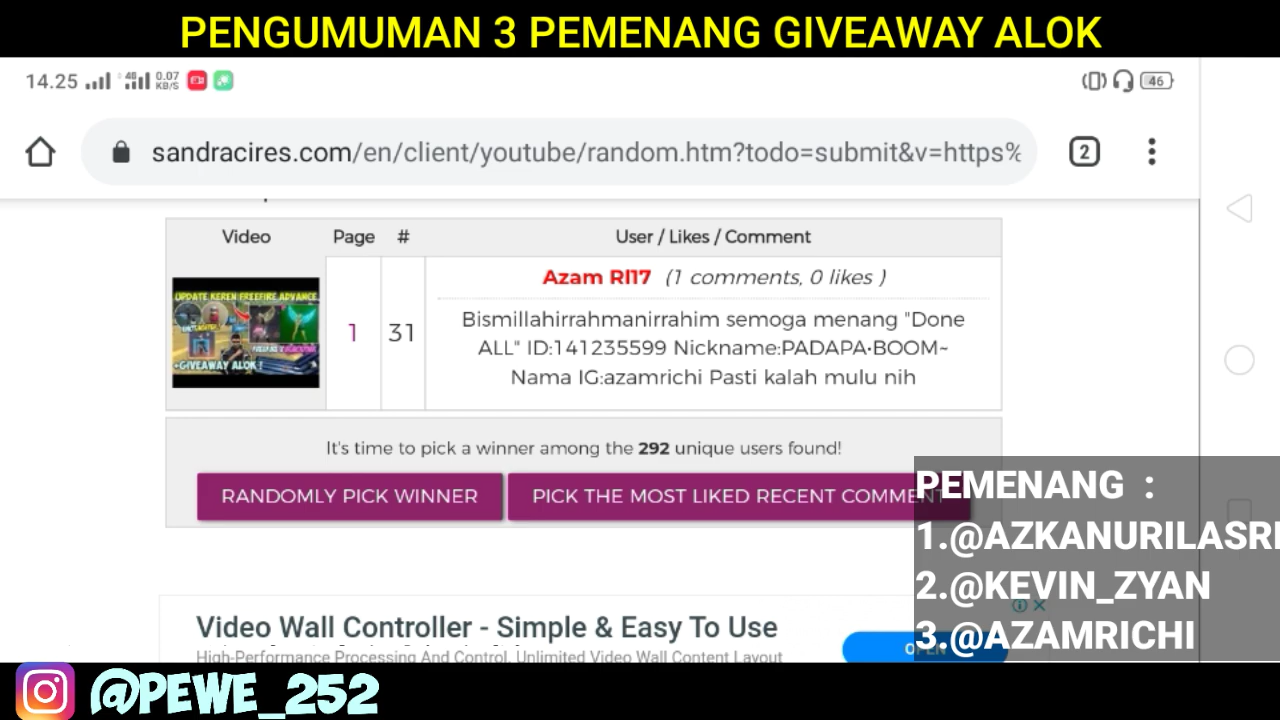 PENGUMUMAN 3 PEMENANG GIVEAWAY ALOK
14.25 4G 0.07 KB/S 46
sandracires.com/en/client/youtube/random.htm?todo=submit&v=https% 2
Video Page # User / Likes / Comment
UPDATE KEREN FREEFIRE ADVANCE
+GIVEAWAY ALOK !
1 31
Azam Rl17 (1 comments, 0 likes )
Bismillahirrahmanirrahim semoga menang "Done
ALL" ID:141235599 Nickname:PADAPA•BOOM~
Nama IG:azamrichi Pasti kalah mulu nih
It's time to pick a winner among the 292 unique users found!
RANDOMLY PICK WINNER PICK THE MOST LIKED RECENT COMMENT
PEMENANG :
1.@AZKANURILASRI
2.@KEVIN_ZYAN
3.@AZAMRICHI
Video Wall Controller - Simple & Easy To Use
High-Performance Processing And Control, Unlimited Video Wall Content Layout
OPEN
@PEWE_252